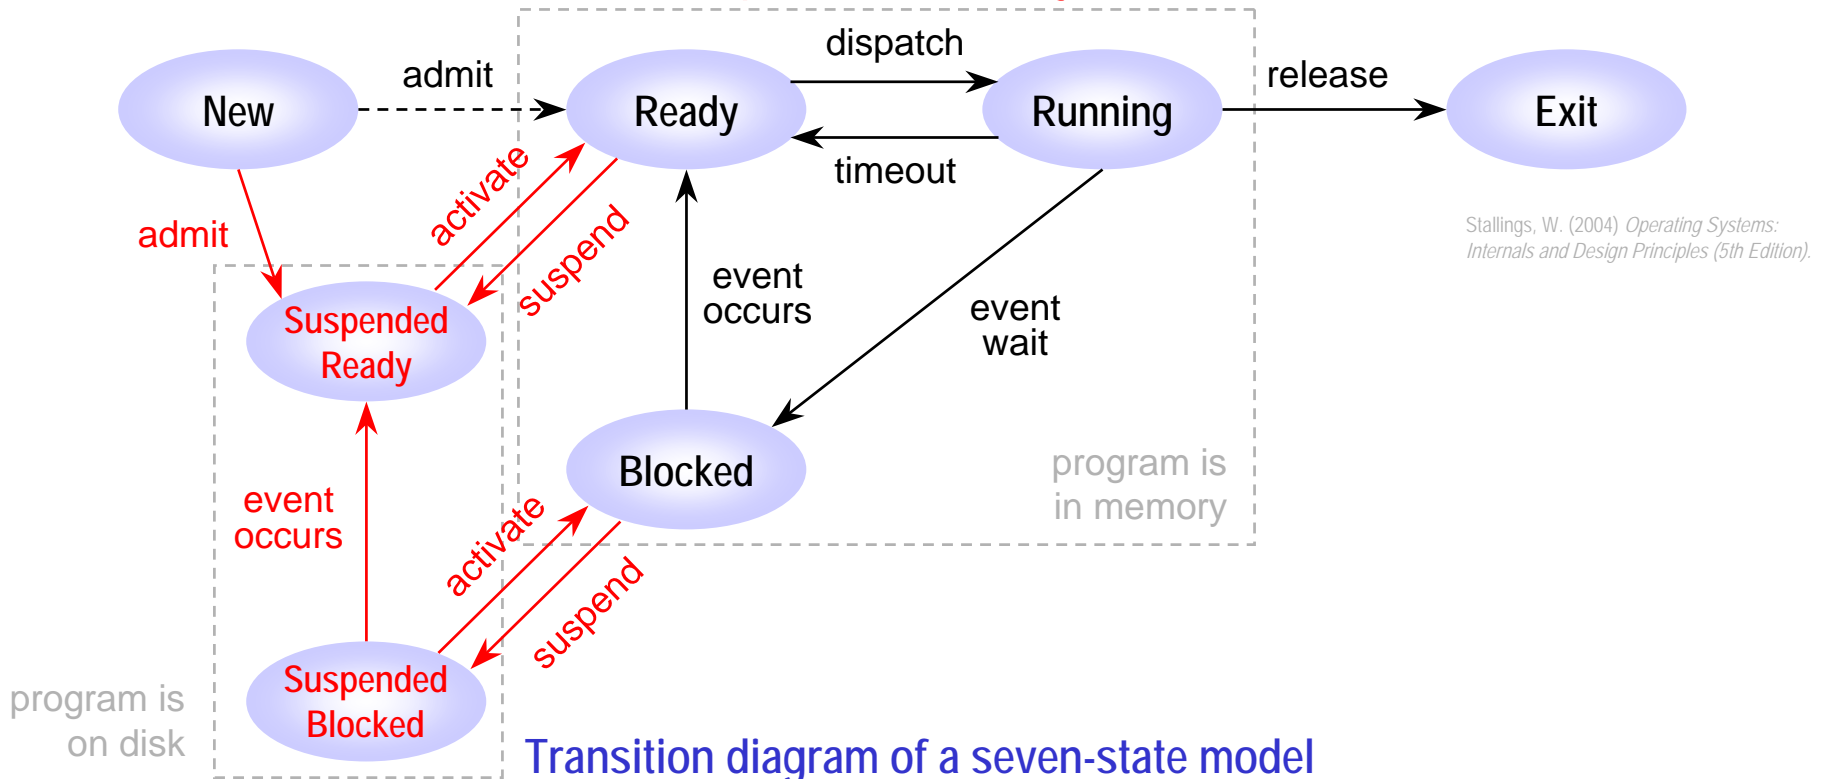 dispatch
admit
release
New
Ready
Running
Exit
timeout
activate
suspend
admit
Stallings, W. (2004) Operating Systems:
Internals and Design Principles (5th Edition).
event
occurs
event
wait
Suspended
Ready
Blocked
program is
in memory
event
occurs
activate
suspend
Suspended
Blocked
program is
on disk
Transition diagram of a seven-state model